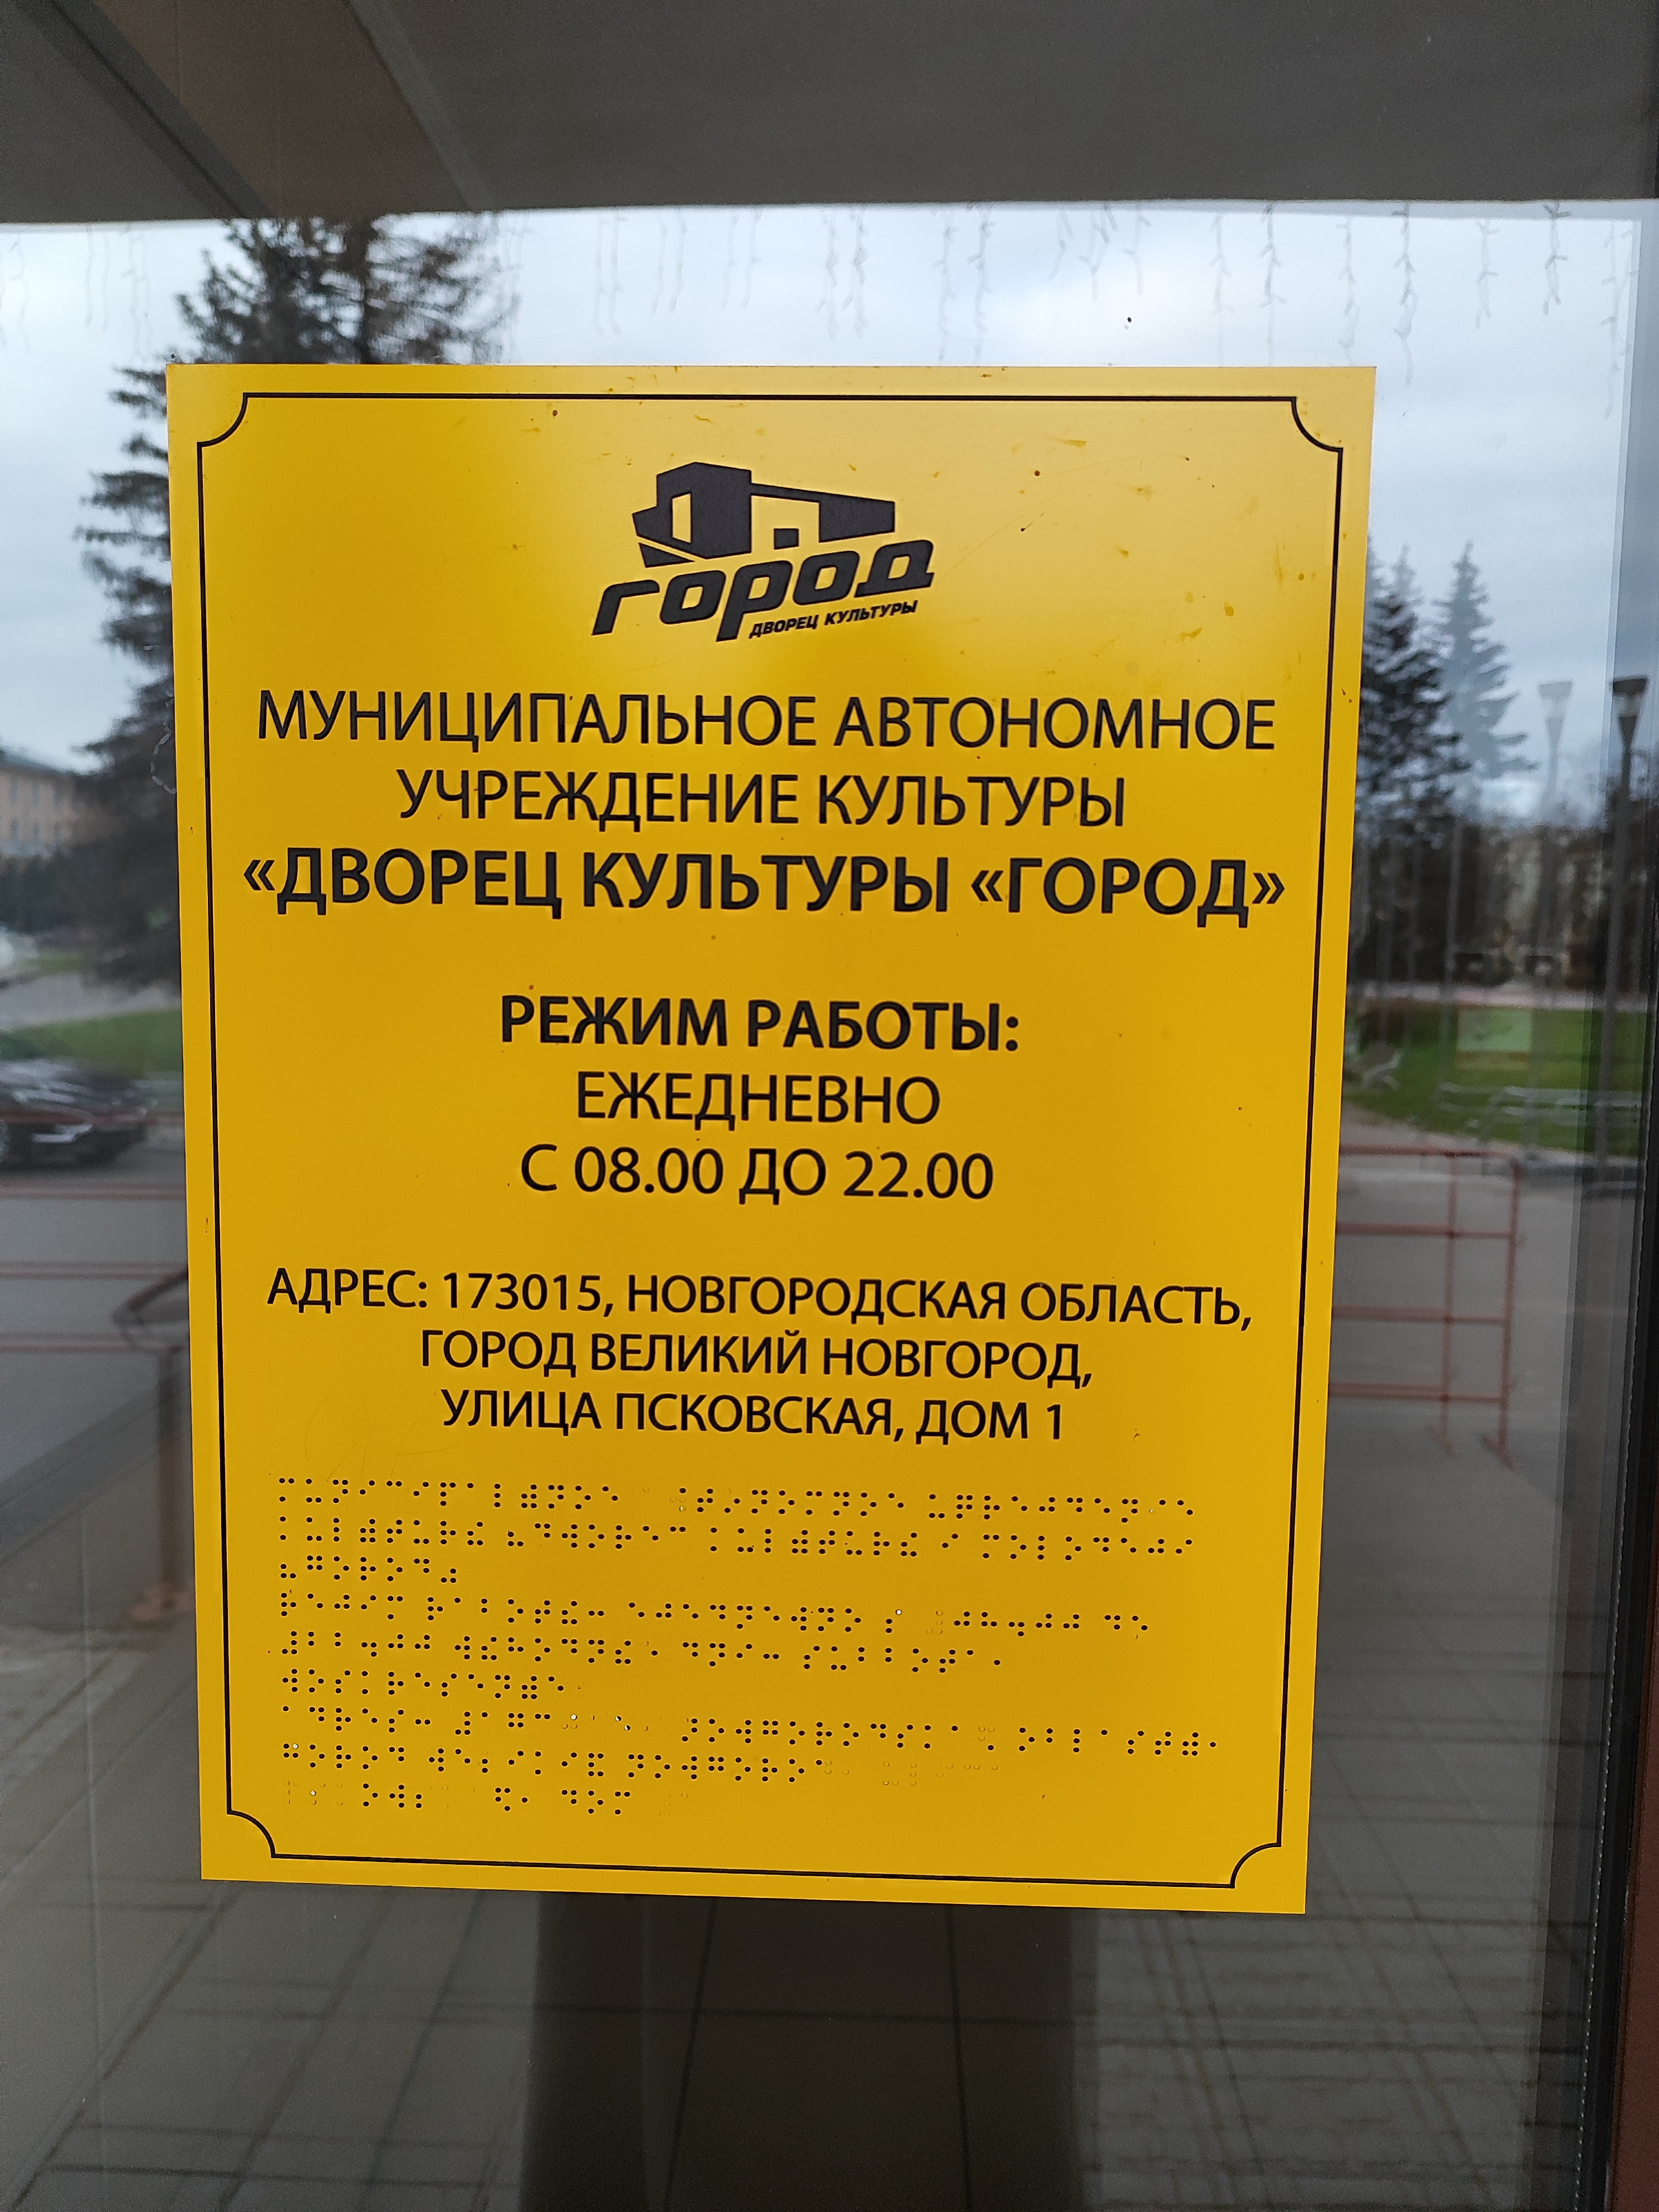 город
ДВОРЕЦ КУЛЬТУРЫ
МУНИЦИПАЛЬНОЕ АВТОНОМНОЕ
УЧРЕЖДЕНИЕ КУЛЬТУРЫ
«ДВОРЕЦ КУЛЬТУРЫ «ГОРОД»
РЕЖИМ РАБОТЫ:
ЕЖЕДНЕВНО
С 08.00 ДО 22.00
АДРЕС: 173015, НОВГОРОДСКАЯ ОБЛАСТЬ,
ГОРОД ВЕЛИКИЙ НОВГОРОД,
УЛИЦА ПСКОВСКАЯ, ДОМ 1